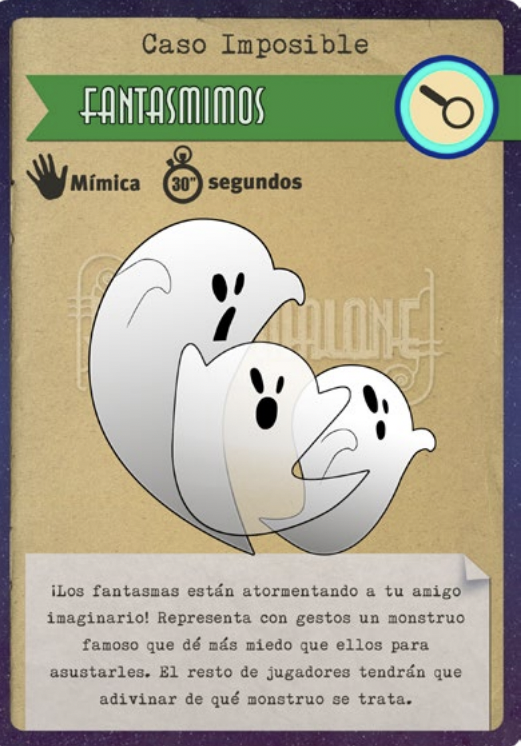 Caso Imposible
FANTASMIMOS
Mímica 30" segundos
¡Los fantasmas están atormentando a tu amigo
imaginario! Representa con gestos un monstruo
famoso que dé más miedo que ellos para
asustarles. El resto de jugadores tendrán que
adivinar de qué monstruo se trata.